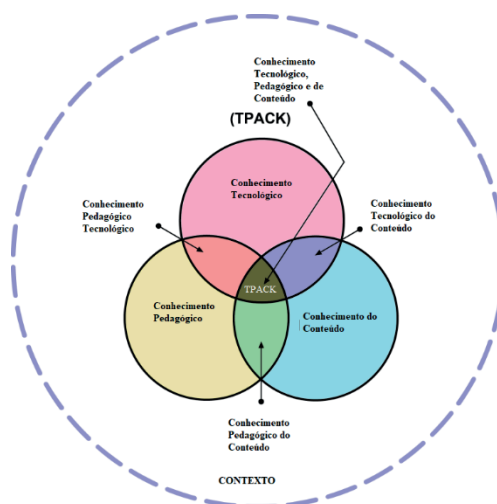 Conhecimento
Tecnológico,
Pedagógico e de
Conteúdo
(TPACK)
Conhecimento
Tecnológico
Conhecimento
Pedagógico
Tecnológico
Conhecimento
Tecnológico do
Conteúdo
TPACK
Conhecimento
Pedagógico
Conhecimento do
Conteúdo
Conhecimento
Pedagógico do
Conteúdo
CONTEXTO